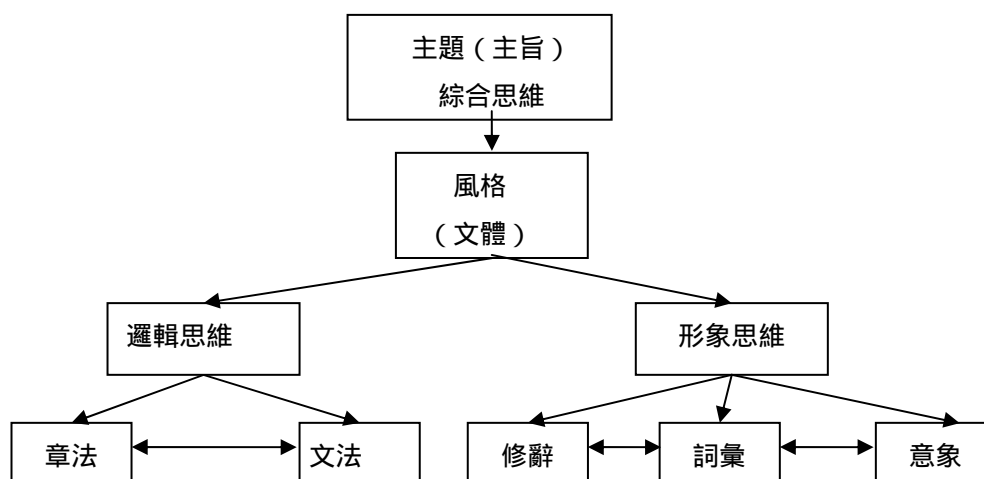 主題（主旨）
綜合思維
風格
（文體）
邏輯思維
形象思維
章法
文法
修辭
詞彙
意象